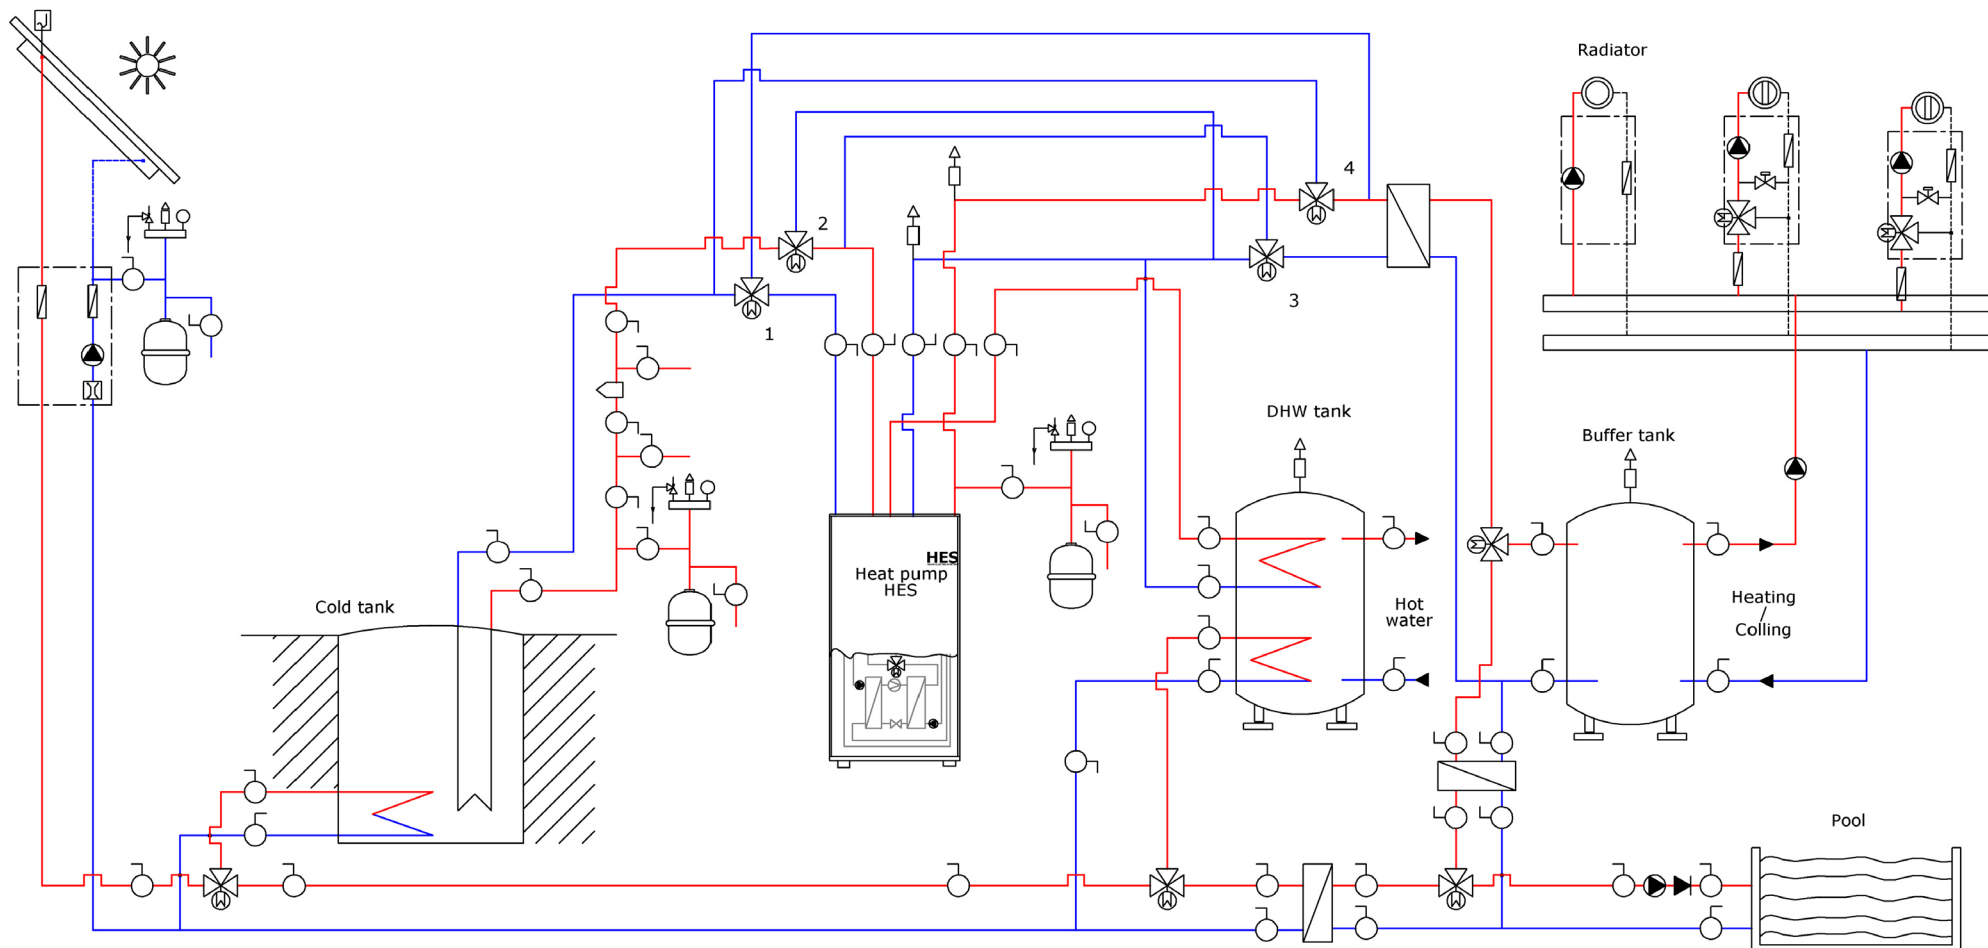 Radiator
4
2
3
1
DHW tank
Buffer tank
HES
Heat pump
HES
Cold tank
Hot
water
Heating
/
Colling
Pool